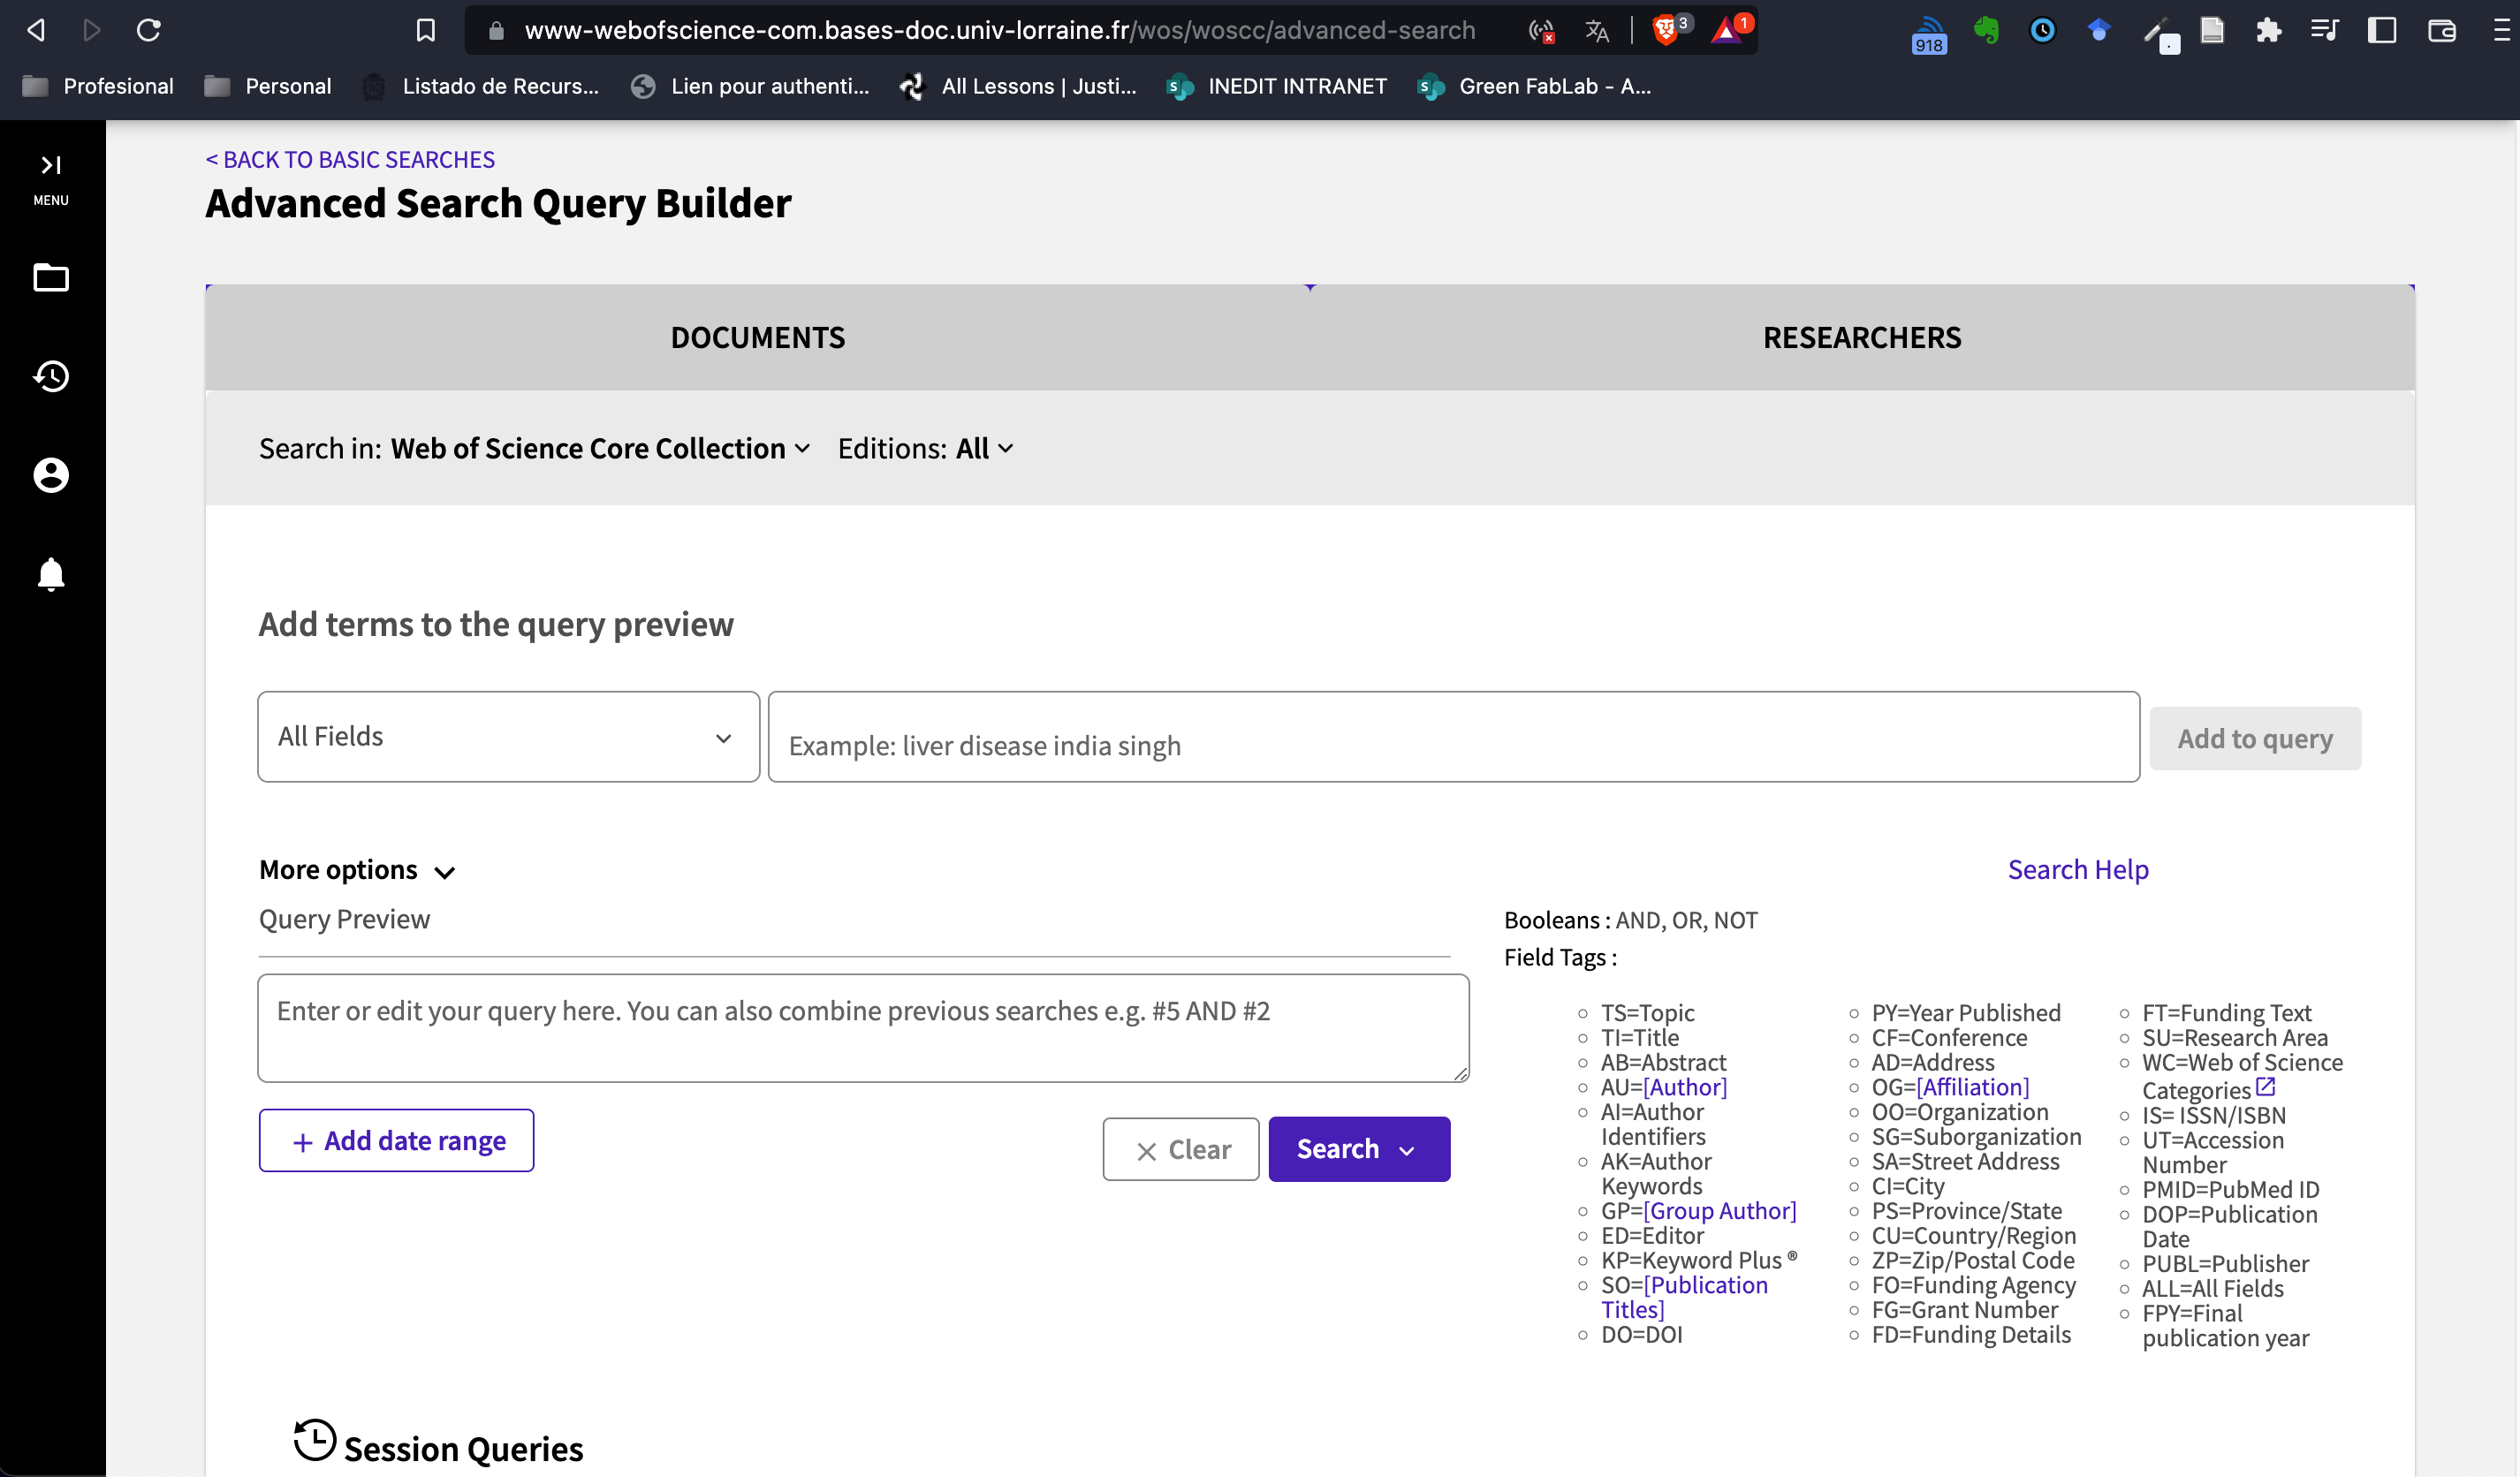 www-webofscience-com.bases-doc.univ-lorraine.fr/wos/woscc/advanced-search
3
1
918
Profesional
Personal
Listado de Recurs...
Lien pour authenti...
All Lessons | Justi...
INEDIT INTRANET
Green FabLab - A...
MENU
< BACK TO BASIC SEARCHES
Advanced Search Query Builder
DOCUMENTS
RESEARCHERS
Search in: Web of Science Core Collection
Editions: All
Add terms to the query preview
All Fields
Example: liver disease india singh
Add to query
More options
Search Help
Query Preview
Enter or edit your query here. You can also combine previous searches e.g. #5 AND #2
+ Add date range
Clear
Search
Booleans : AND, OR, NOT
Field Tags :
TS=Topic
TI=Title
AB=Abstract
AU=[Author]
AI=Author
Identifiers
AK=Author
Keywords
GP=[Group Author]
ED=Editor
KP=Keyword Plus ®
SO=[Publication
Titles]
DO=DOI
PY=Year Published
CF=Conference
AD=Address
OG=[Affiliation]
OO=Organization
SG=Suborganization
SA=Street Address
CI=City
PS=Province/State
CU=Country/Region
ZP=Zip/Postal Code
FO=Funding Agency
FG=Grant Number
FD=Funding Details
FT=Funding Text
SU=Research Area
WC=Web of Science
Categories
IS= ISSN/ISBN
UT=Accession
Number
PMID=PubMed ID
DOP=Publication
Date
PUBL=Publisher
ALL=All Fields
FPY=Final
publication year
Session Queries